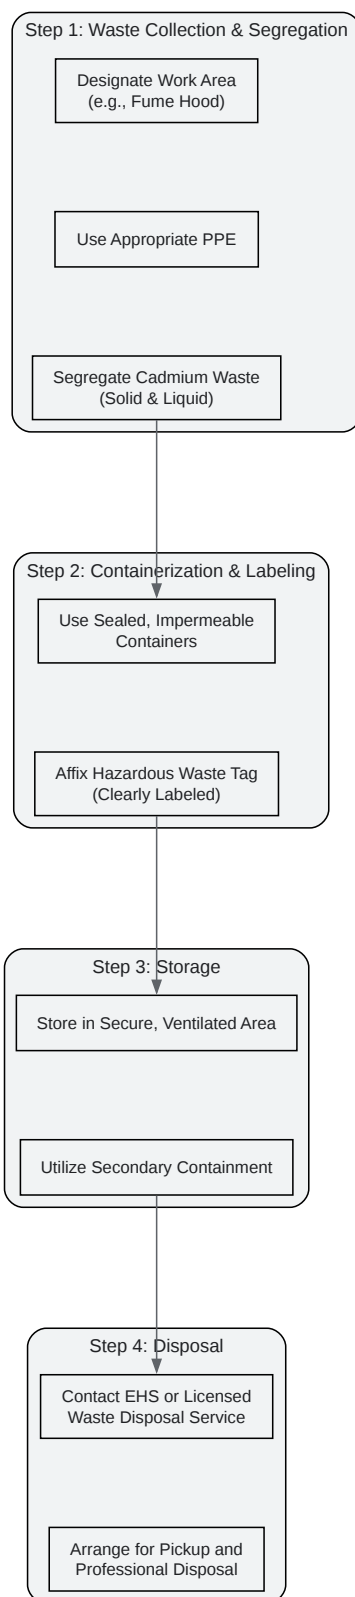 Step 1: Waste Collection & Segregation
Designate Work Area
(e.g., Fume Hood)
Use Appropriate PPE
Segregate Cadmium Waste
(Solid & Liquid)
Step 2: Containerization & Labeling
Use Sealed, Impermeable
Containers
Affix Hazardous Waste Tag
(Clearly Labeled)
Step 3: Storage
Store in Secure, Ventilated Area
Utilize Secondary Containment
Step 4: Disposal
Contact EHS or Licensed
Waste Disposal Service
Arrange for Pickup and
Professional Disposal